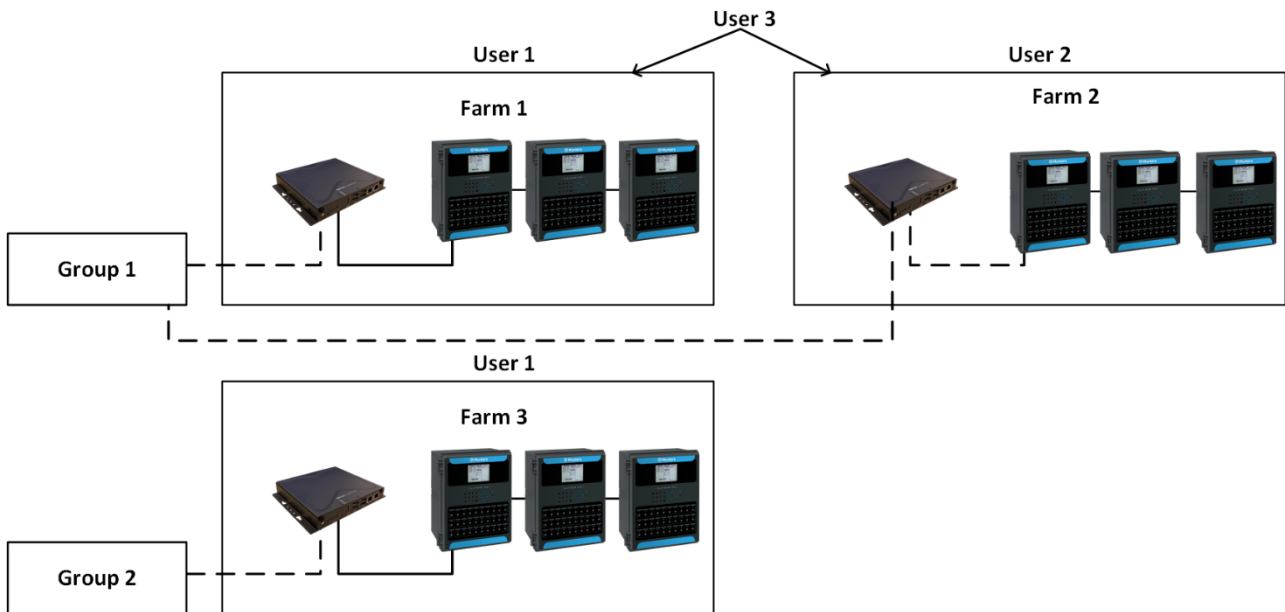 User 3
User 1
User 2
Farm 1
Farm 2
Group 1
User 1
Farm 3
Group 2